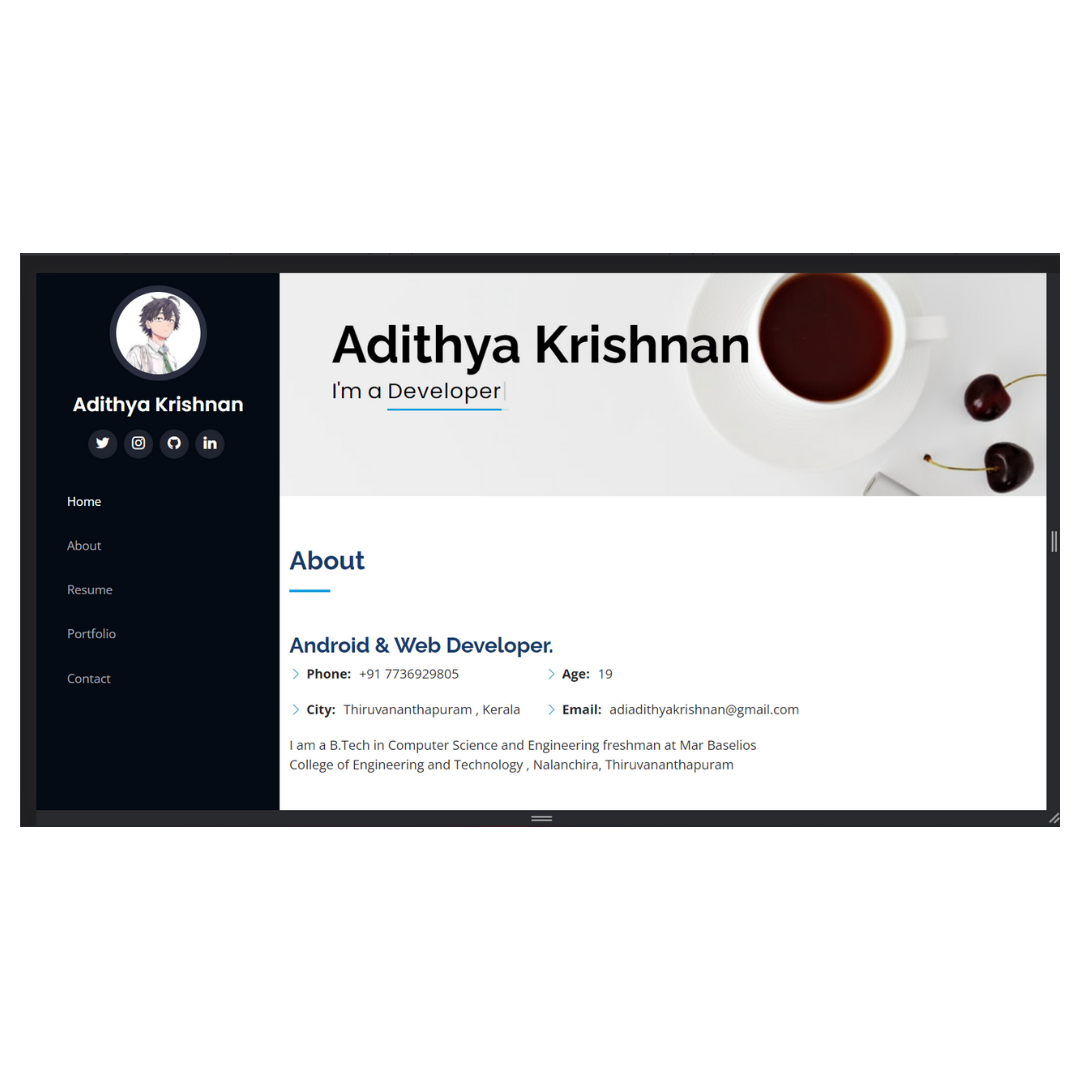 Adithya Krishnan
Home
About
Resume
Portfolio
Contact
Adithya Krishnan
I'm a Developer
About
Android & Web Developer.
Phone: +91 7736929805
Age: 19
City: Thiruvananthapuram , Kerala
Email: adiadithyakrishnan@gmail.com
I am a B.Tech in Computer Science and Engineering freshman at Mar Baselios
College of Engineering and Technology , Nalanchira, Thiruvananthapuram